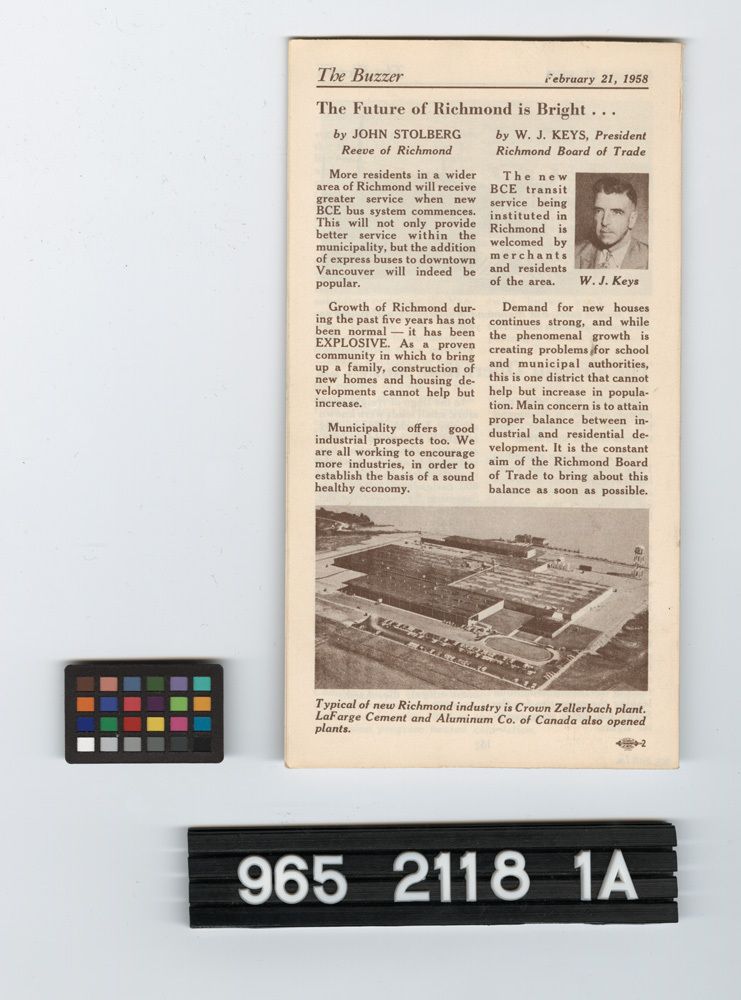 The Buzzer February 21, 1958
The Future of Richmond is Bright . . .
by JOHN STOLBERG
Reeve of Richmond
More residents in a wider
area of Richmond will receive
greater service when new
BCE bus system commences.
This will not only provide
better service within the
municipality, but the addition
of express buses to downtown
Vancouver will indeed be
popular.
Growth of Richmond dur-
ing the past five years has not
been normal — it has been
EXPLOSIVE. As a proven
community in which to bring
up a family, construction of
new homes and housing de-
velopments cannot help but
increase.
Municipality offers good
industrial prospects too. We
are all working to encourage
more industries, in order to
establish the basis of a sound
healthy economy.
by W. J. KEYS, President
Richmond Board of Trade
The new
BCE transit
service being
instituted in
Richmond is
welcomed by
merchants
and residents
of the area.
W. J. Keys
Demand for new houses
continues strong, and while
the phenomenal growth is
creating problems for school
and municipal authorities,
this is one district that cannot
help but increase in popula-
tion. Main concern is to attain
proper balance between in-
dustrial and residential de-
velopment. It is the constant
aim of the Richmond Board
of Trade to bring about this
balance as soon as possible.
Typical of new Richmond industry is Crown Zellerbach plant.
LaFarge Cement and Aluminum Co. of Canada also opened
plants.
2
965 2118 1A